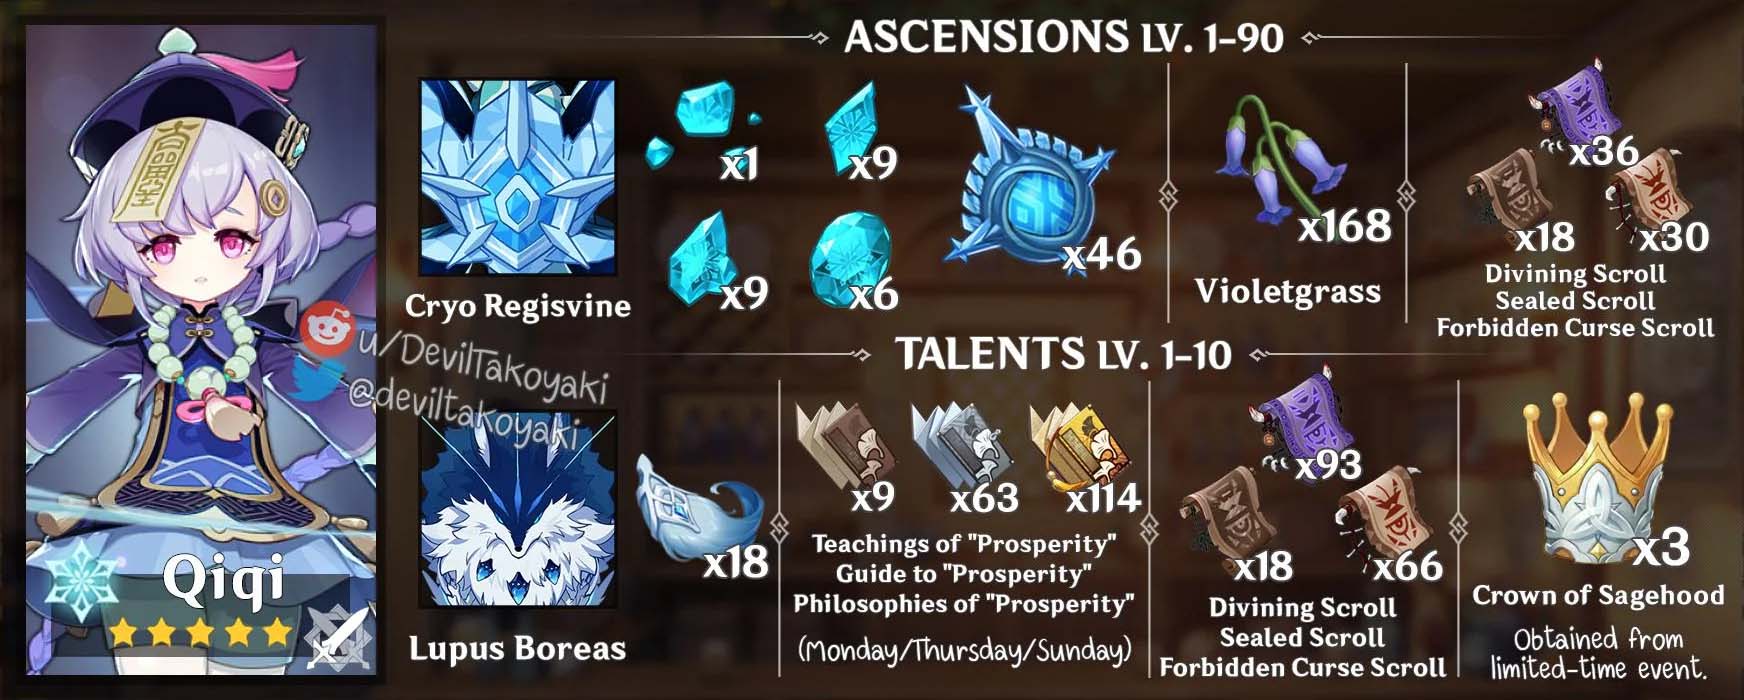 ASCENSIONS LV. 1-90
x1
x9
x9
x6
x46
Cryo Regisvine
x168
Violetgrass
x36
x18
x30
Divining Scroll
Sealed Scroll
Forbidden Curse Scroll
u/DevilTakoyaki
@deviltakoyaki
TALENTS LV. 1-10
x18
Lupus Boreas
x9
x63
x114
Teachings of "Prosperity"
Guide to "Prosperity"
Philosophies of "Prosperity"
(Monday/Thursday/Sunday)
x93
x18
x66
Divining Scroll
Sealed Scroll
Forbidden Curse Scroll
x3
Crown of Sagehood
Obtained from
limited-time event.
Qiqi